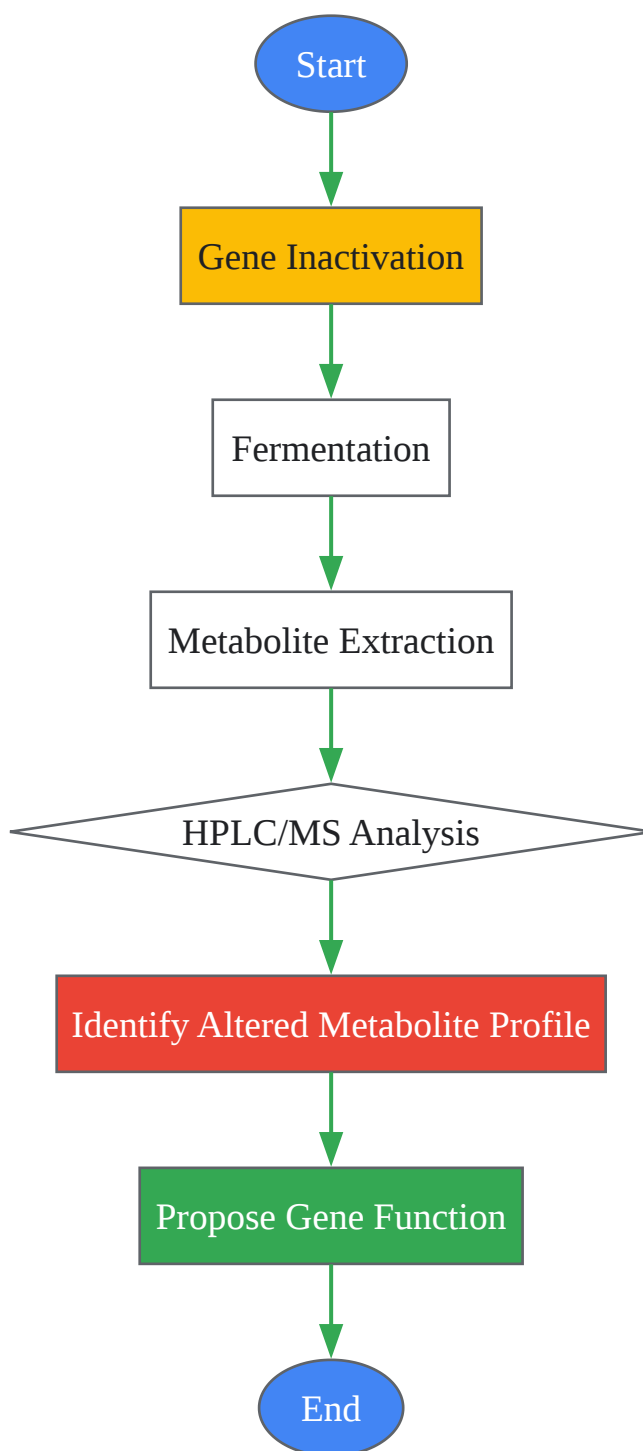 Start
Gene Inactivation
Fermentation
Metabolite Extraction
HPLC/MS Analysis
Identify Altered Metabolite Profile
Propose Gene Function
End